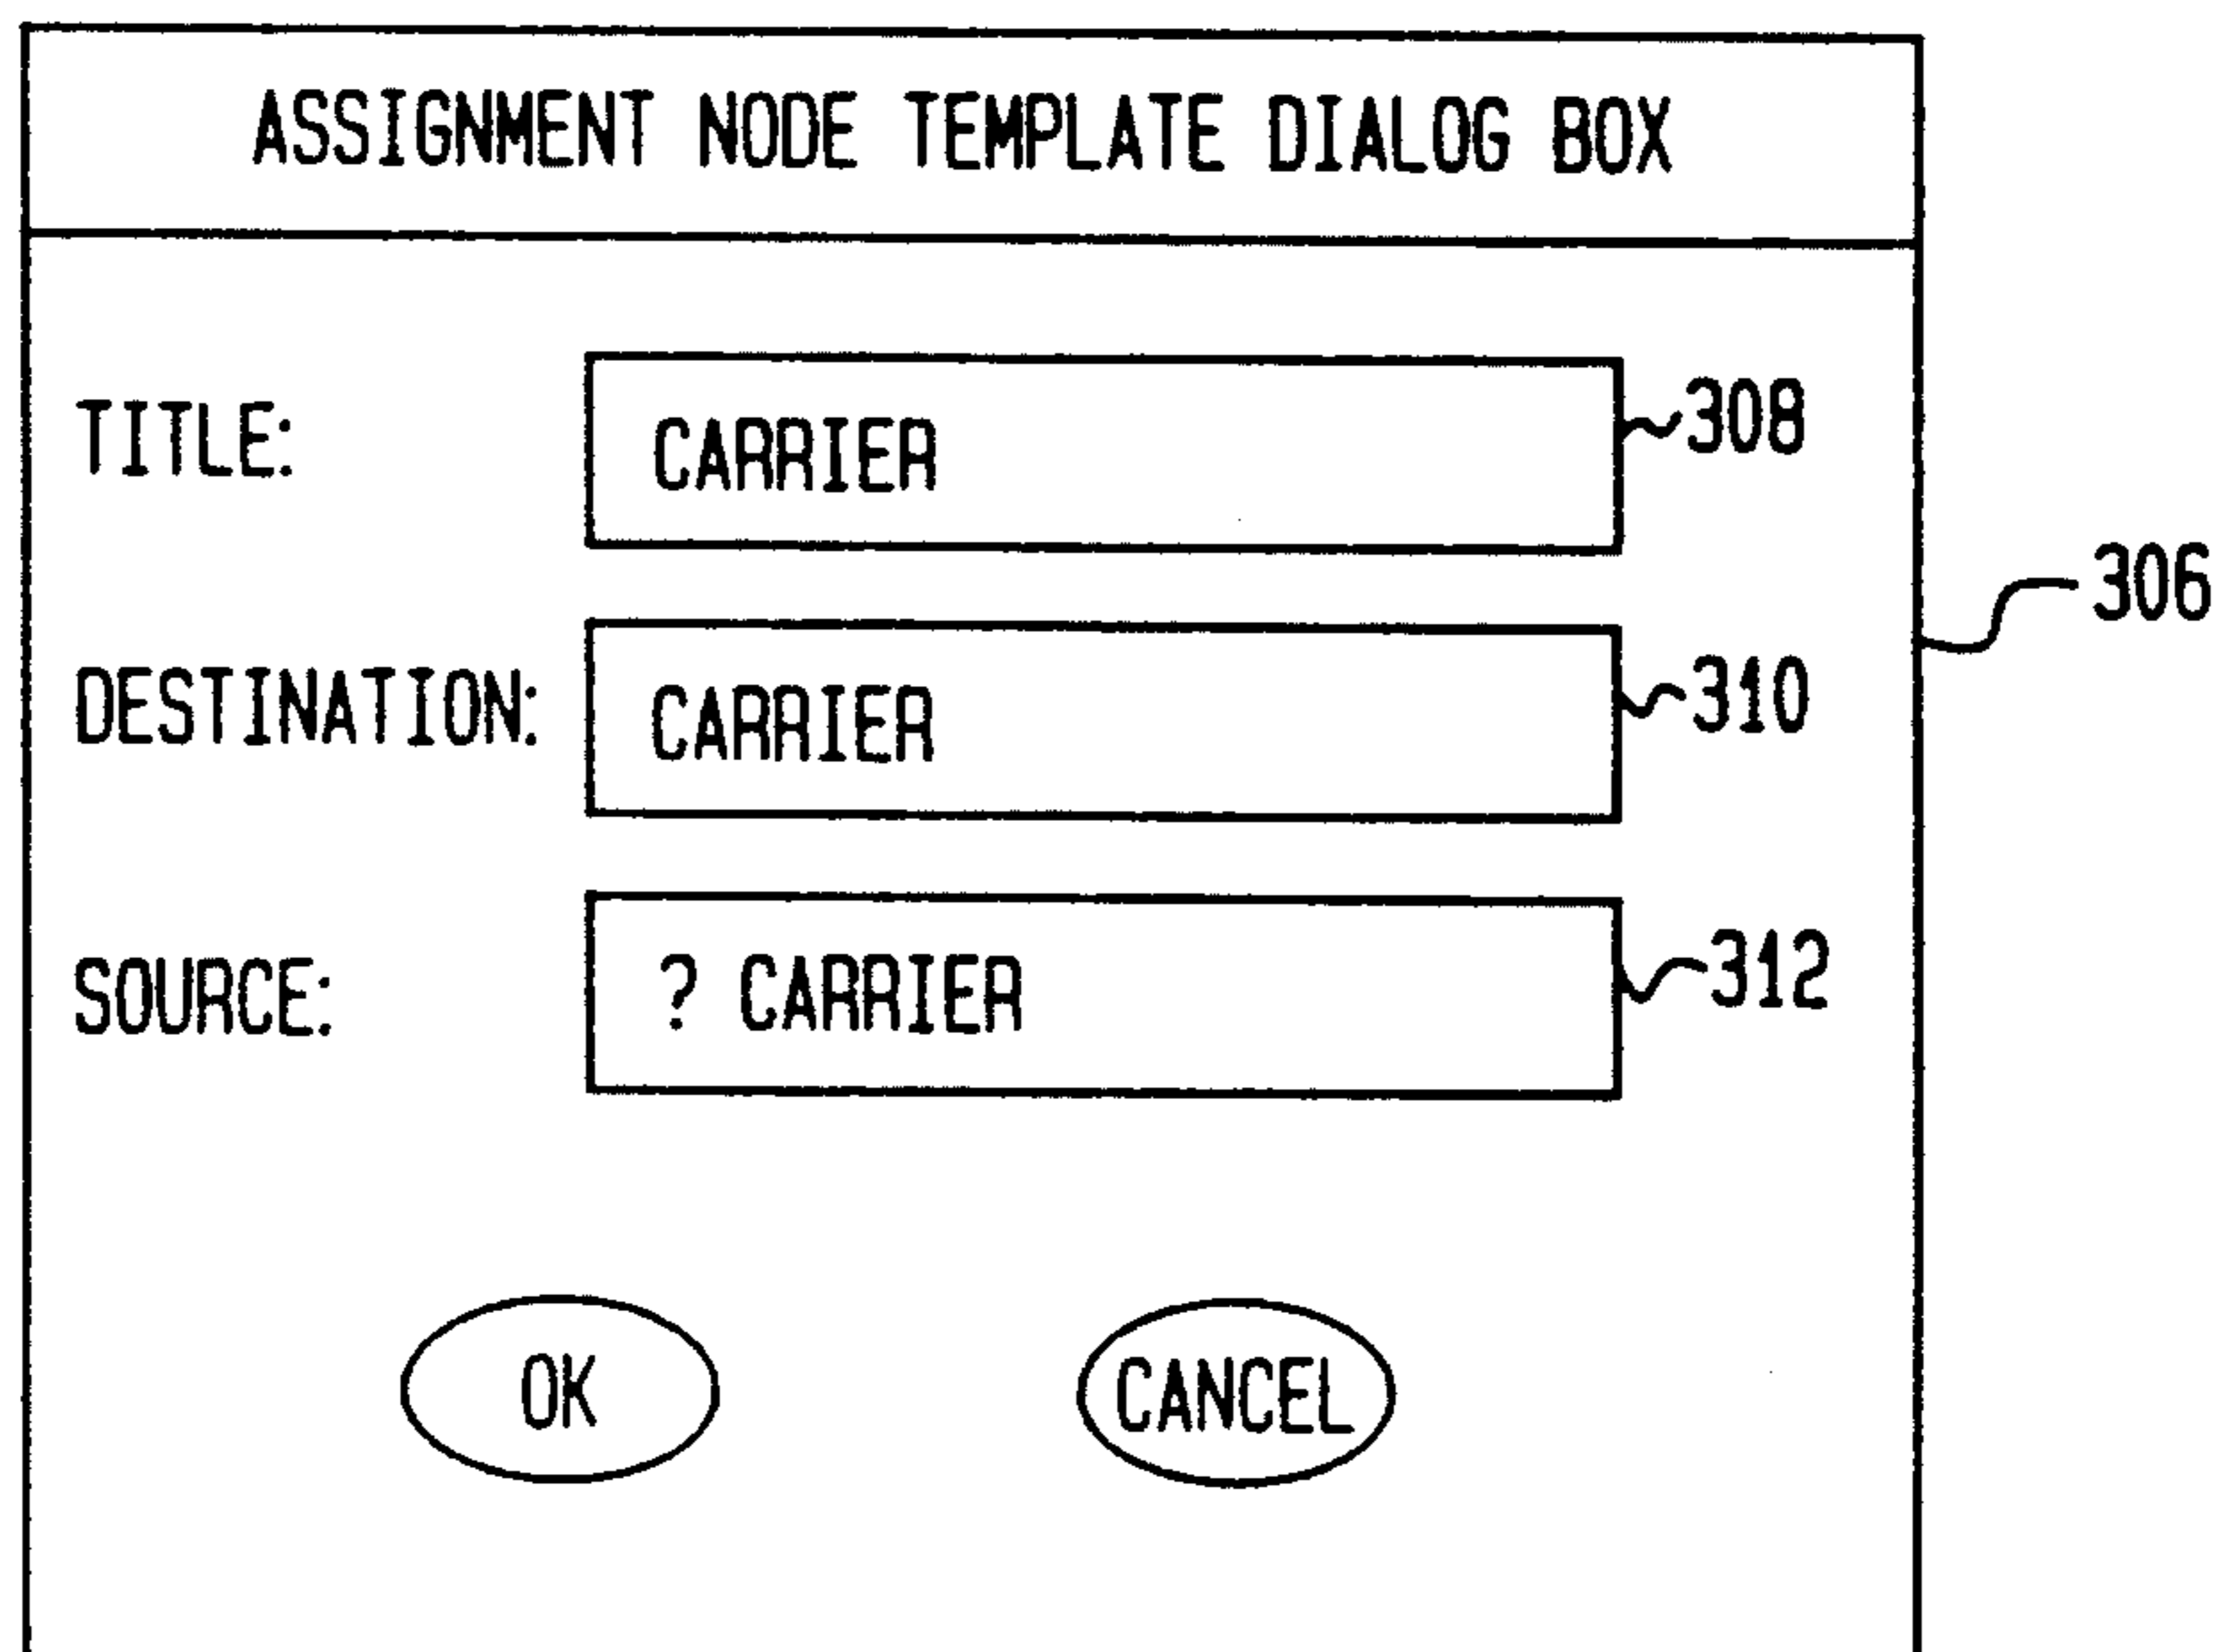 ASSIGNMENT NODE TEMPLATE DIALOG BOX
TITLE: CARRIER 308
306
DESTINATION: CARRIER 310
SOURCE: ? CARRIER 312
OK CANCEL